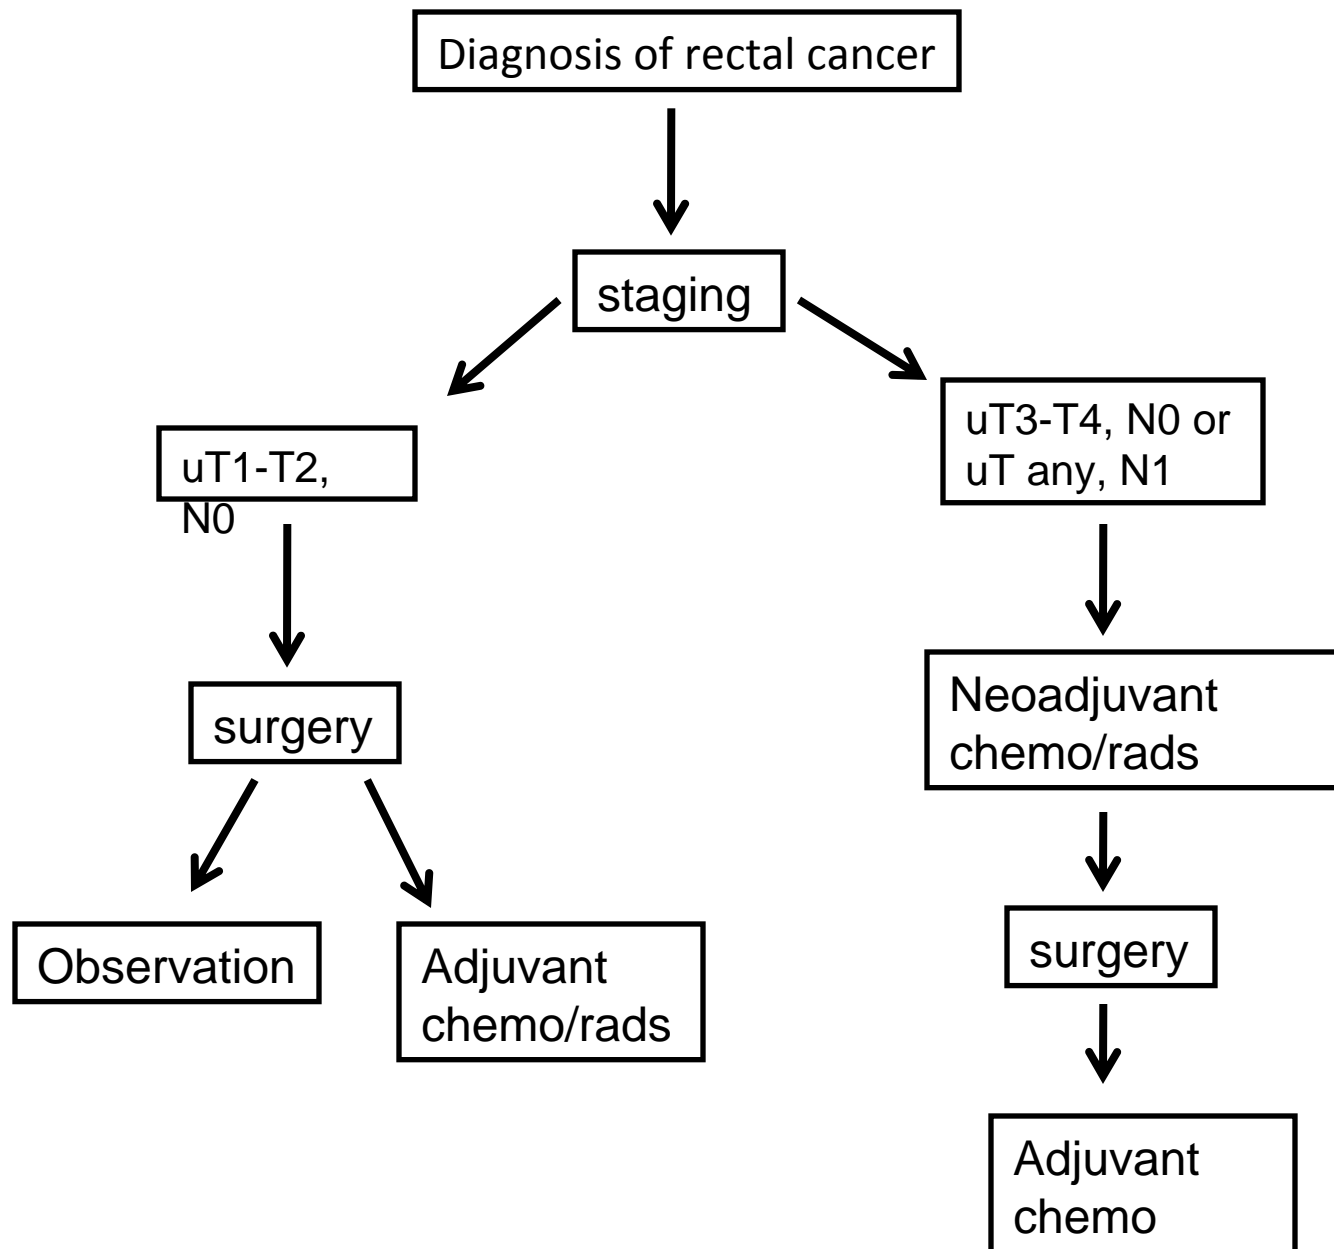 Diagnosis of rectal cancer
staging
uT1-T2,
N0
uT3-T4, N0 or
uT any, N1
surgery
Neoadjuvant
chemo/rads
Observation
Adjuvant
chemo/rads
surgery
Adjuvant
chemo